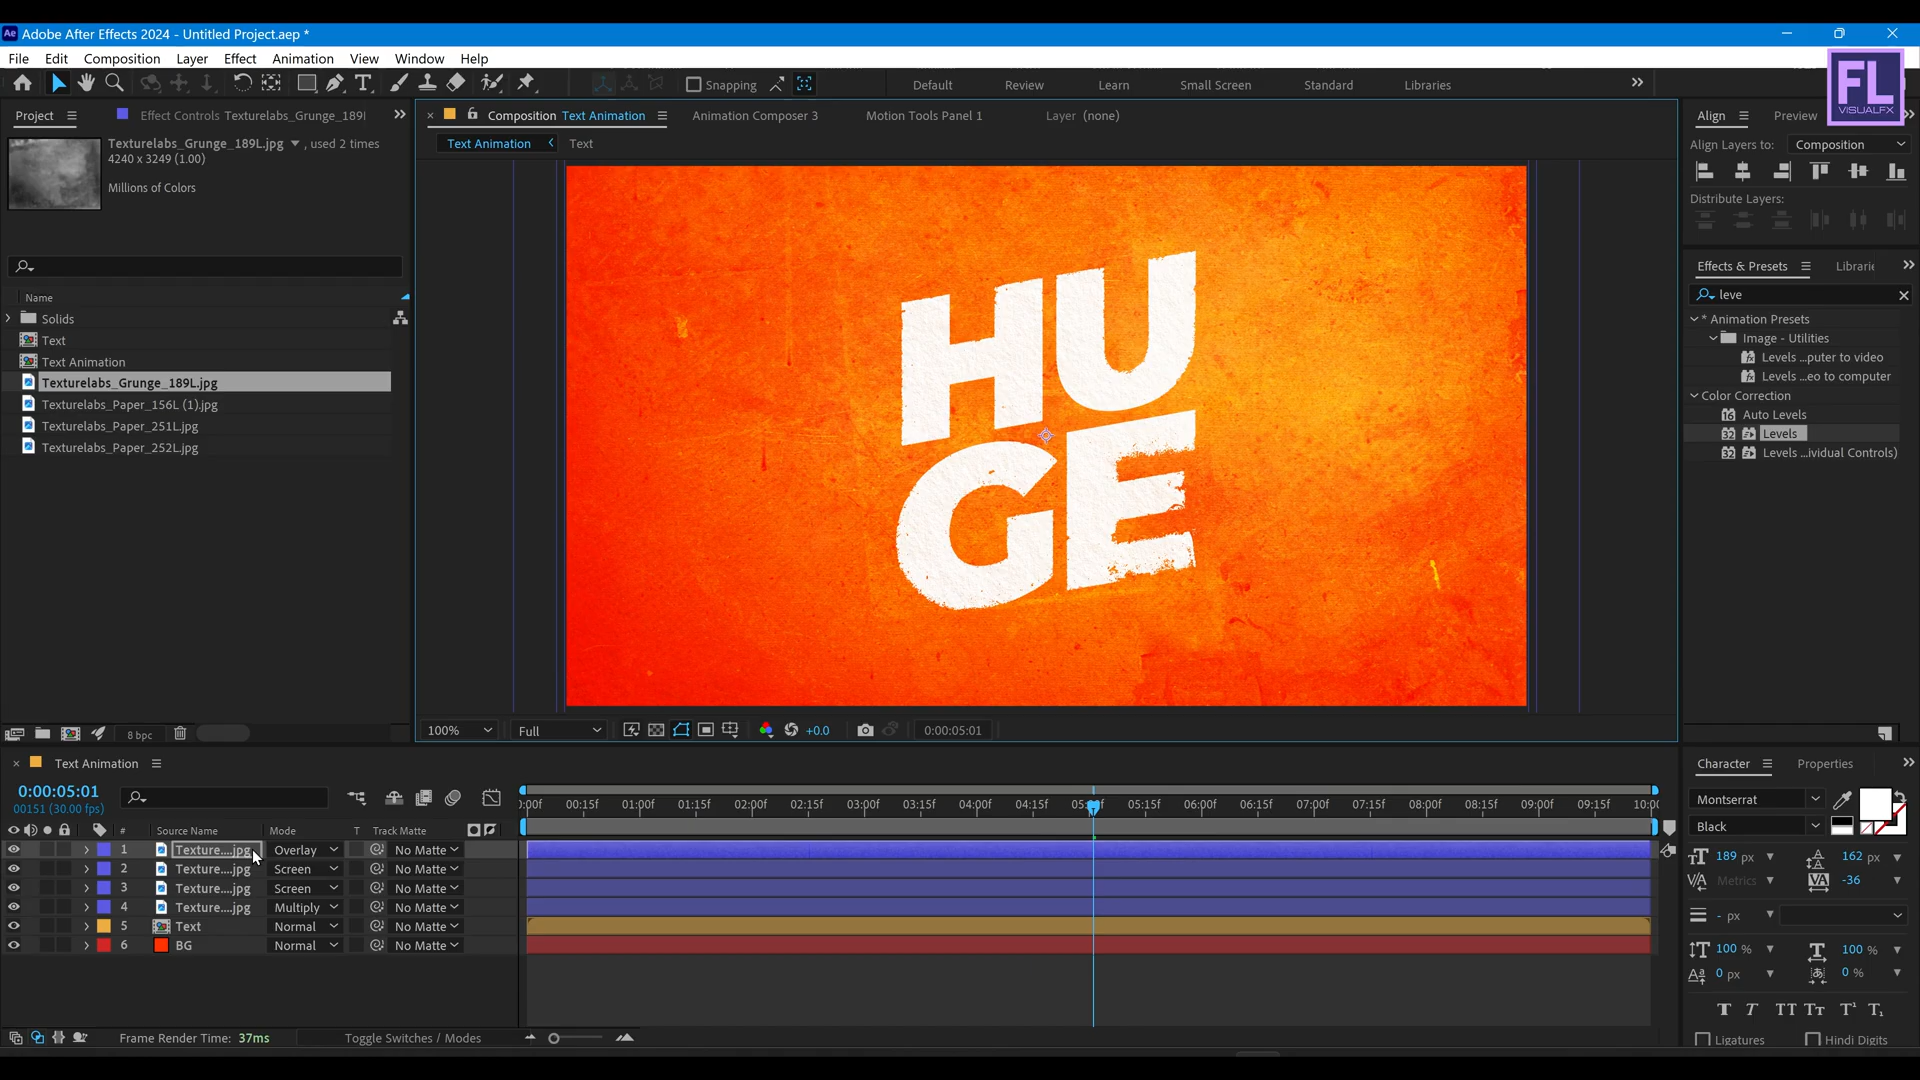 Ae Adobe After Effects 2024 - Untitled Project.aep *
File Edit Composition Layer Effect Animation View Window Help
Snapping Default Review Learn Small Screen Standard Libraries
FL
VISUALFX
Project Effect Controls Texturelabs_Grunge_189l
Composition Text Animation Animation Composer 3 Motion Tools Panel 1 Layer (none)
Align Preview
Text Animation Text
Align Layers to: Composition
Texturelabs_Grunge_189L.jpg , used 2 times
4240 x 3249 (1.00)
Millions of Colors
Distribute Layers:
Effects & Presets Librarie
leve
* Animation Presets
Image - Utilities
Levels ...puter to video
Levels ...eo to computer
Color Correction
16 Auto Levels
32 Levels
32 Levels ...ividual Controls)
Name
Solids
Text
Text Animation
Texturelabs_Grunge_189L.jpg
Texturelabs_Paper_156L (1).jpg
Texturelabs_Paper_251L.jpg
Texturelabs_Paper_252L.jpg
HU
GE
8 bpc
100% Full +0.0 0:00:05:01
Text Animation
0:00:05:01
00151 (30.00 fps)
:00f 00:15f 01:00f 01:15f 02:00f 02:15f 03:00f 03:15f 04:00f 04:15f 05:00f 05:15f 06:00f 06:15f 07:00f 07:15f 08:00f 08:15f 09:00f 09:15f 10:00f
# Source Name Mode T Track Matte
1 Texture....jpg Overlay No Matte
2 Texture....jpg Screen No Matte
3 Texture....jpg Screen No Matte
4 Texture....jpg Multiply No Matte
5 Text Normal No Matte
6 BG Normal No Matte
Frame Render Time: 37ms Toggle Switches / Modes
Character Properties
Montserrat
Black
189 px 162 px
Metrics -36
- px
100 % 100 %
0 px 0 %
T T TT Tt T¹ T₁
Ligatures Hindi Digits